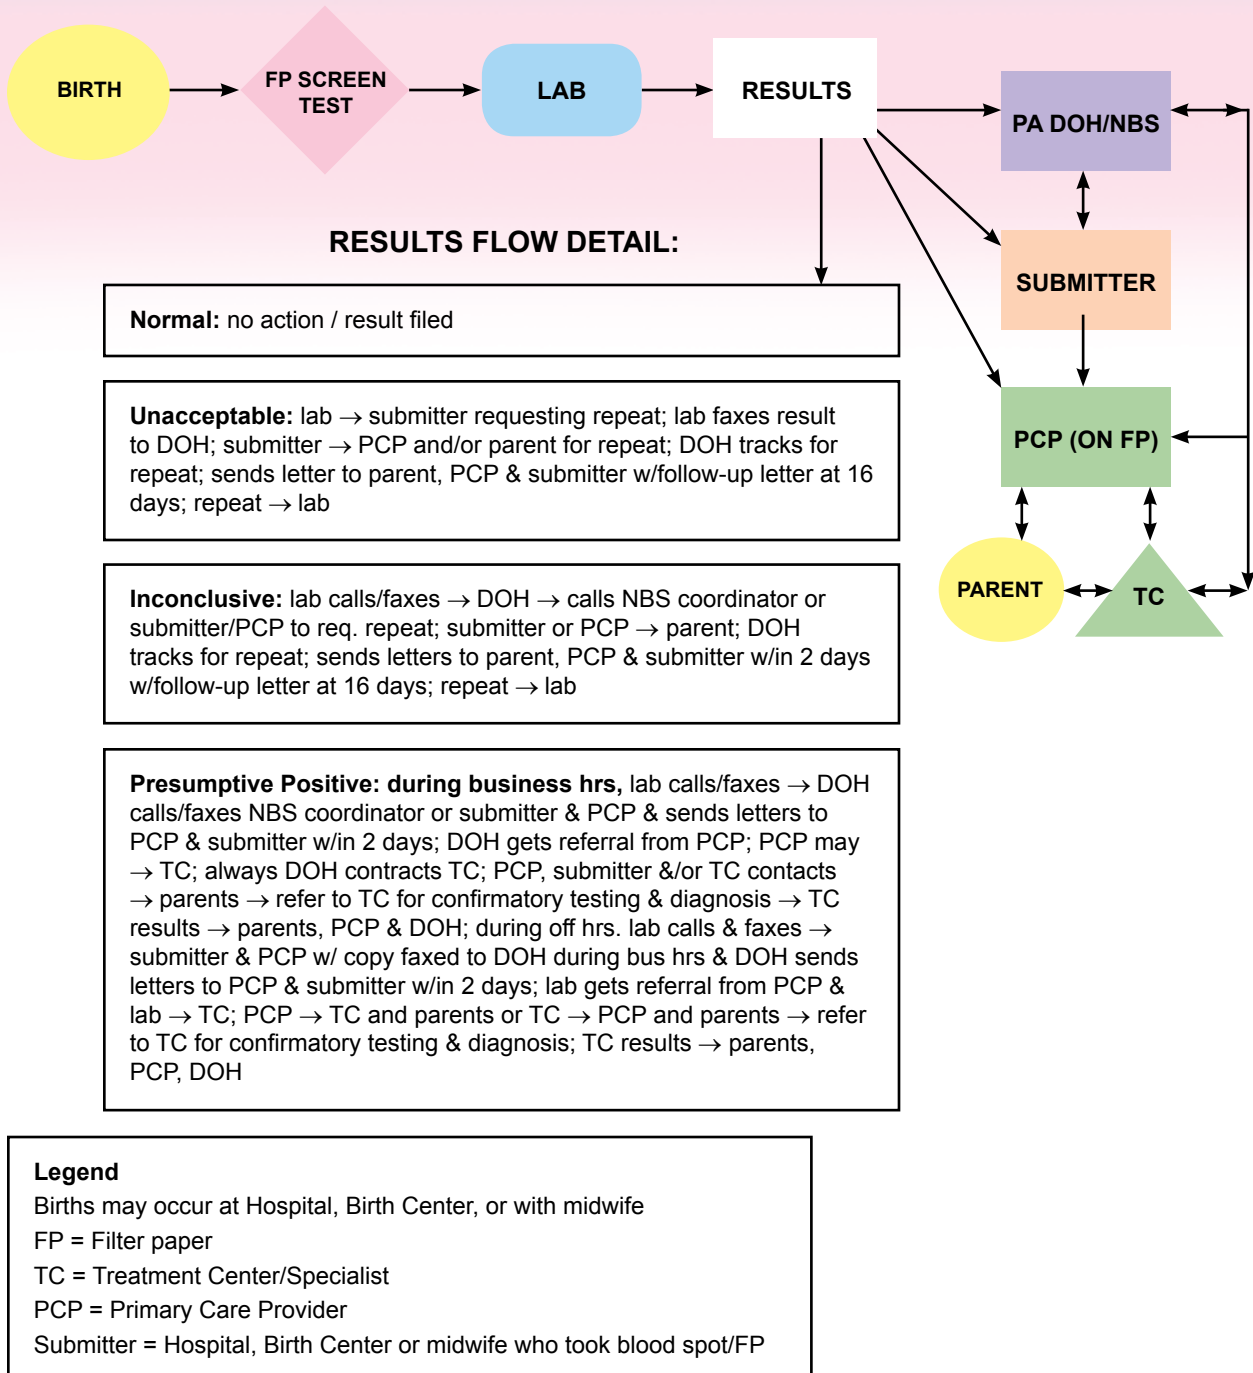 BIRTH
FP SCREEN
TEST
LAB
RESULTS
PA DOH/NBS
SUBMITTER
PCP (ON FP)
PARENT
TC
RESULTS FLOW DETAIL:
Normal: no action / result filed
Unacceptable: lab → submitter requesting repeat; lab faxes result
to DOH; submitter → PCP and/or parent for repeat; DOH tracks for
repeat; sends letter to parent, PCP & submitter w/follow-up letter at 16
days; repeat → lab
Inconclusive: lab calls/faxes → DOH → calls NBS coordinator or
submitter/PCP to req. repeat; submitter or PCP → parent; DOH
tracks for repeat; sends letters to parent, PCP & submitter w/in 2 days
w/follow-up letter at 16 days; repeat → lab
Presumptive Positive: during business hrs, lab calls/faxes → DOH
calls/faxes NBS coordinator or submitter & PCP & sends letters to
PCP & submitter w/in 2 days; DOH gets referral from PCP; PCP may
→ TC; always DOH contracts TC; PCP, submitter &/or TC contacts
→ parents → refer to TC for confirmatory testing & diagnosis → TC
results → parents, PCP & DOH; during off hrs. lab calls & faxes →
submitter & PCP w/ copy faxed to DOH during bus hrs & DOH sends
letters to PCP & submitter w/in 2 days; lab gets referral from PCP &
lab → TC; PCP → TC and parents or TC → PCP and parents → refer
to TC for confirmatory testing & diagnosis; TC results → parents,
PCP, DOH
Legend
Births may occur at Hospital, Birth Center, or with midwife
FP = Filter paper
TC = Treatment Center/Specialist
PCP = Primary Care Provider
Submitter = Hospital, Birth Center or midwife who took blood spot/FP